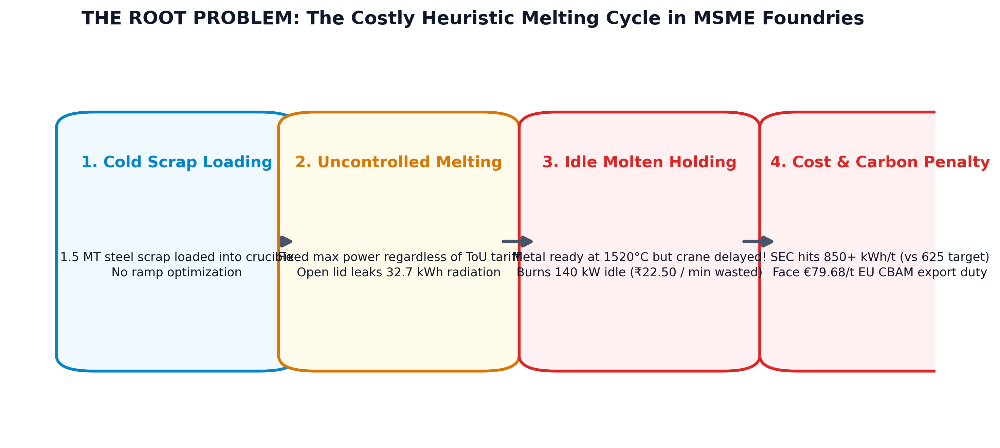 THE ROOT PROBLEM: The Costly Heuristic Melting Cycle in MSME Foundries
1. Cold Scrap Loading
1.5 MT steel scrap loaded into crucible
No ramp optimization
2. Uncontrolled Melting
Fixed max power regardless of ToU tariff
Open lid leaks 32.7 kWh radiation
3. Idle Molten Holding
Metal ready at 1520°C but crane delayed!
Burns 140 kW idle (₹22.50 / min wasted)
4. Cost & Carbon Penalty
SEC hits 850+ kWh/t (vs 625 target)
Face €79.68/t EU CBAM export duty